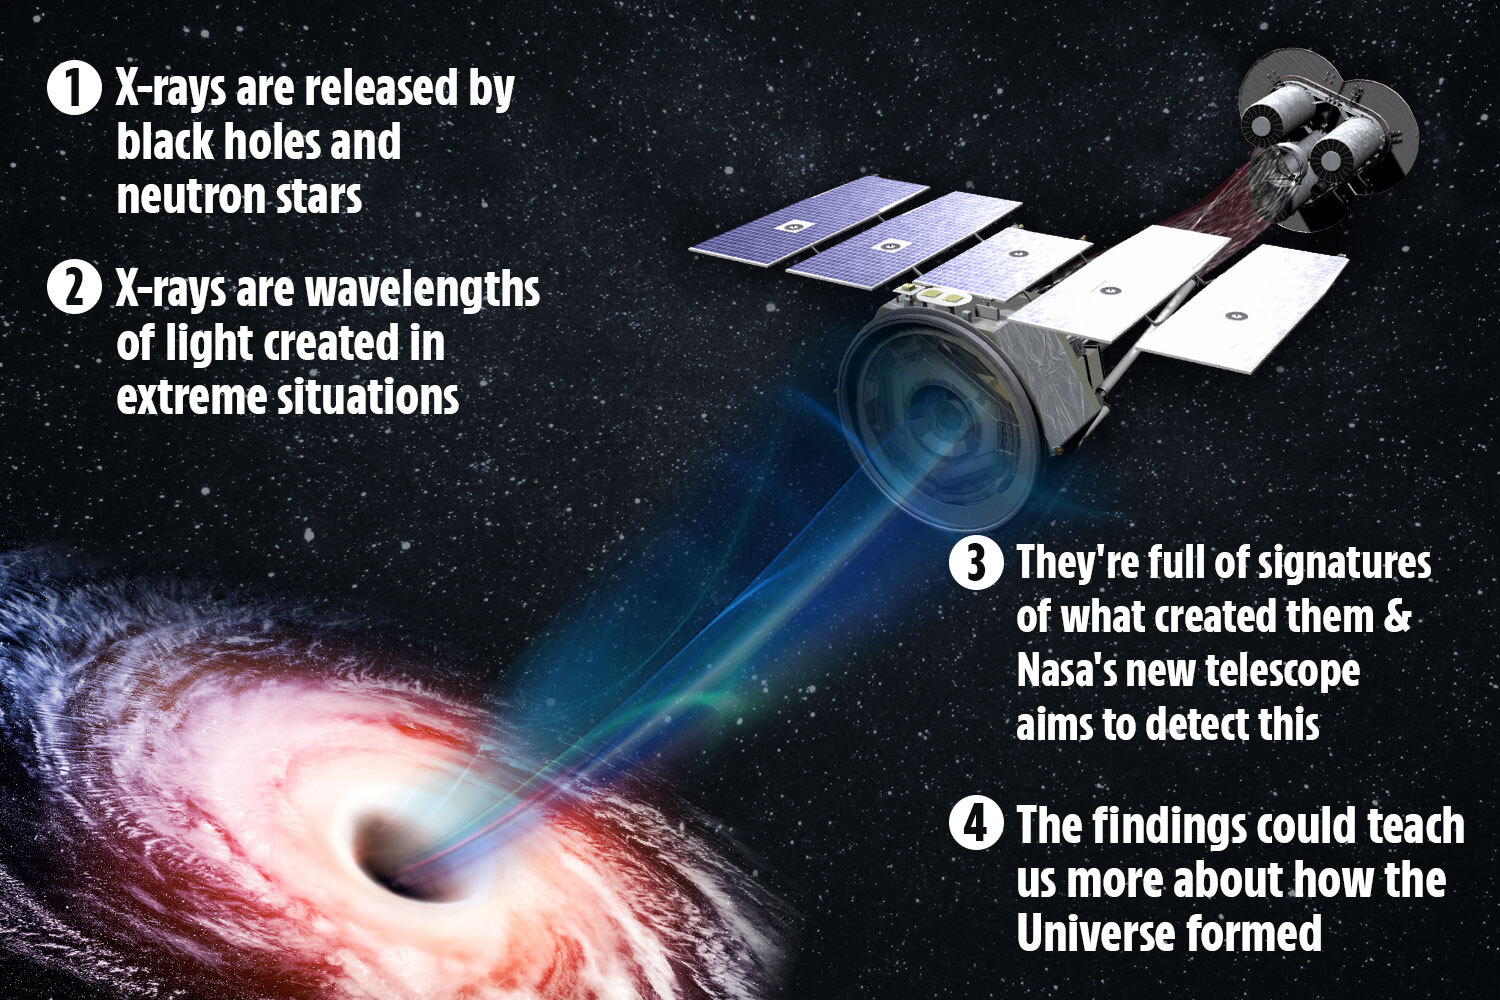 1 X-rays are released by
black holes and
neutron stars
2 X-rays are wavelengths
of light created in
extreme situations
3 They're full of signatures
of what created them &
Nasa's new telescope
aims to detect this
4 The findings could teach
us more about how the
Universe formed